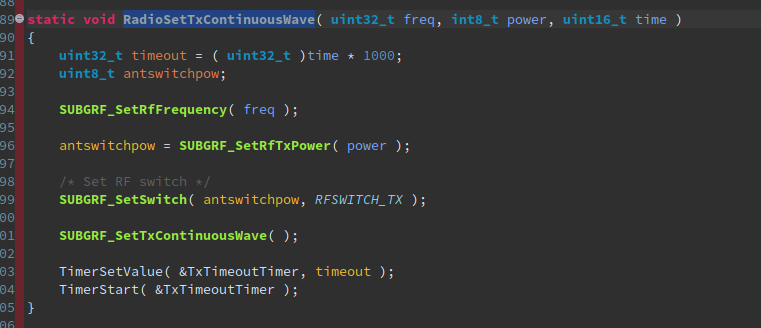 88
89 static void RadioSetTxContinuousWave( uint32_t freq, int8_t power, uint16_t time )
90 {
91     uint32_t timeout = ( uint32_t )time * 1000;
92     uint8_t antswitchpow;
93
94     SUBGRF_SetRfFrequency( freq );
95
96     antswitchpow = SUBGRF_SetRfTxPower( power );
97
98     /* Set RF switch */
99     SUBGRF_SetSwitch( antswitchpow, RFSWITCH_TX );
00
01     SUBGRF_SetTxContinuousWave( );
02
03     TimerSetValue( &TxTimeoutTimer, timeout );
04     TimerStart( &TxTimeoutTimer );
05 }
06